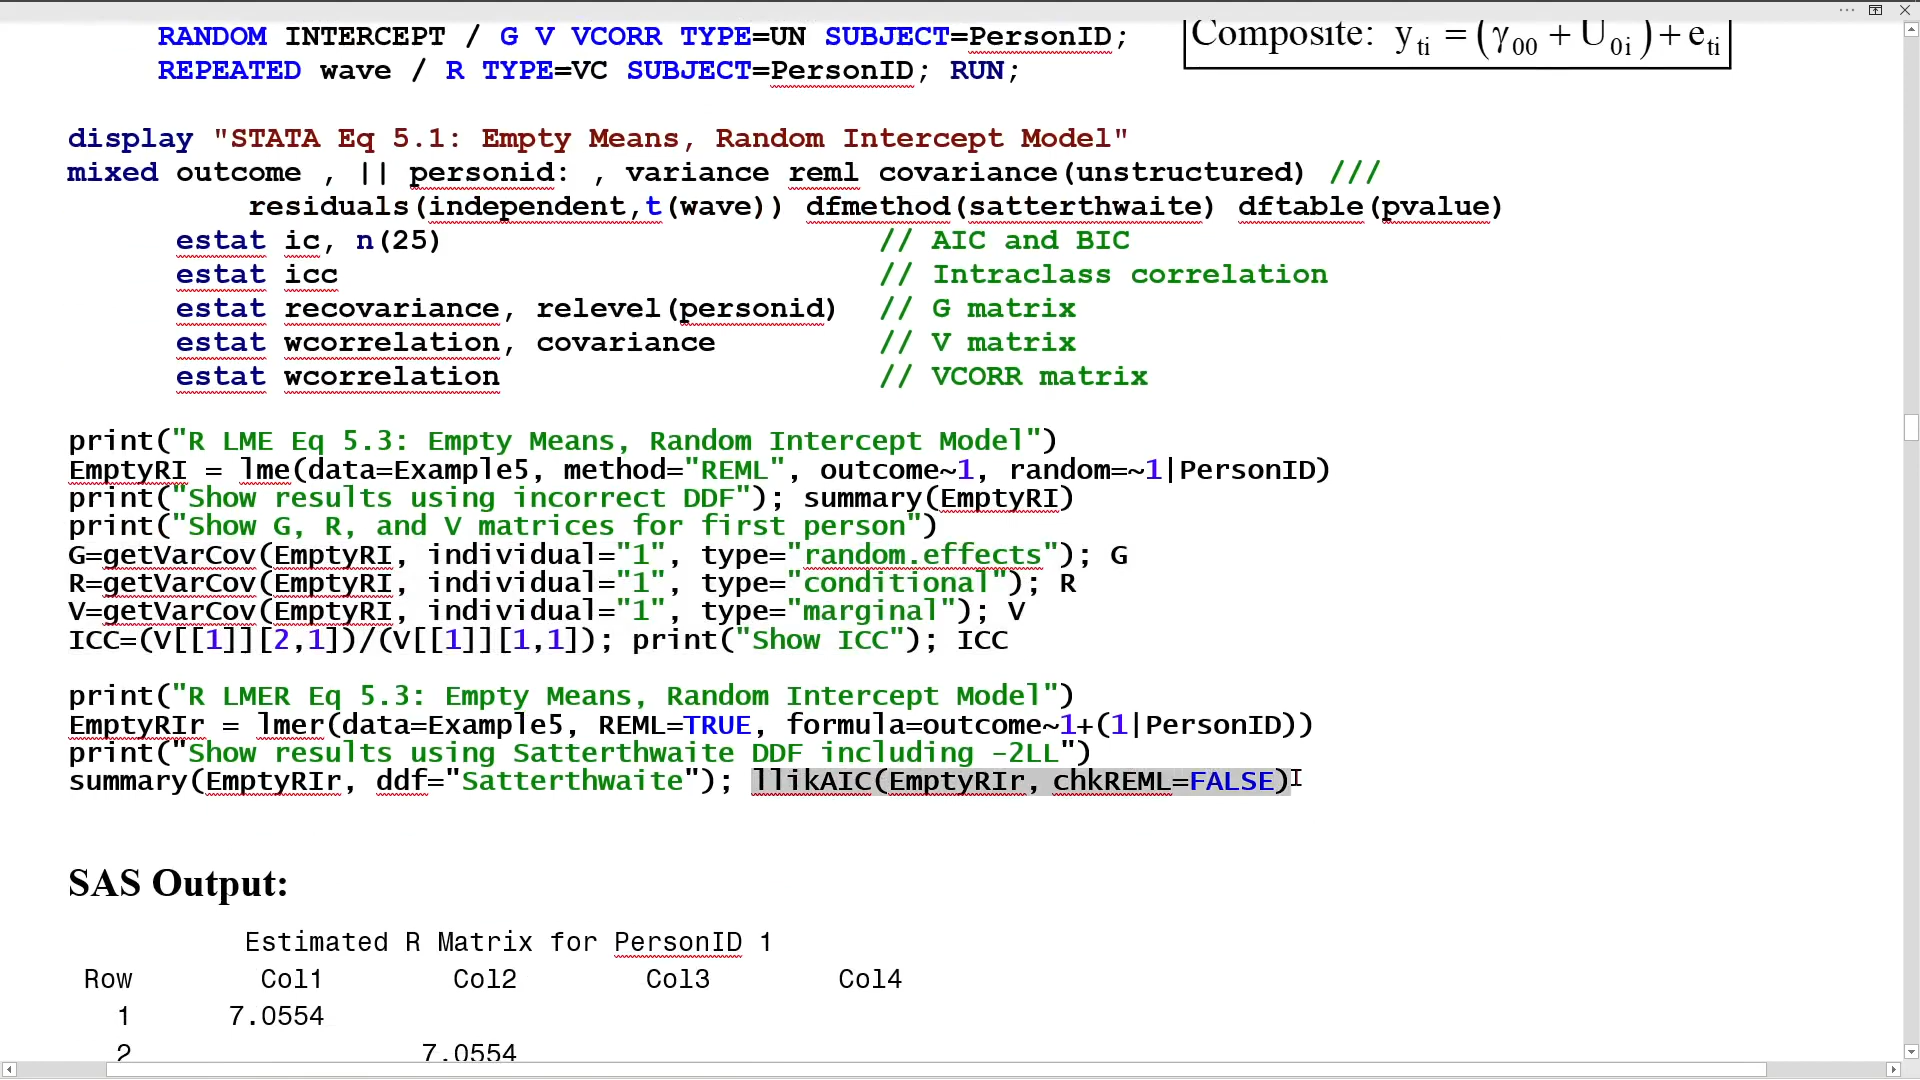 RANDOM INTERCEPT / G V VCORR TYPE=UN SUBJECT=PersonID;
REPEATED wave / R TYPE=VC SUBJECT=PersonID; RUN;
Composite: y ti = (γ 00 + U 0i ) + e ti
display "STATA Eq 5.1: Empty Means, Random Intercept Model"
mixed outcome , || personid: , variance reml covariance(unstructured) ///
residuals(independent,t(wave)) dfmethod(satterthwaite) dftable(pvalue)
estat ic, n(25) // AIC and BIC
estat icc // Intraclass correlation
estat recovariance, relevel(personid) // G matrix
estat wcorrelation, covariance // V matrix
estat wcorrelation // VCORR matrix
print("R LME Eq 5.3: Empty Means, Random Intercept Model")
EmptyRI = lme(data=Example5, method="REML", outcome~1, random=~1|PersonID)
print("Show results using incorrect DDF"); summary(EmptyRI)
print("Show G, R, and V matrices for first person")
G=getVarCov(EmptyRI, individual="1", type="random.effects"); G
R=getVarCov(EmptyRI, individual="1", type="conditional"); R
V=getVarCov(EmptyRI, individual="1", type="marginal"); V
ICC=(V[[1]][2,1])/(V[[1]][1,1]); print("Show ICC"); ICC
print("R LMER Eq 5.3: Empty Means, Random Intercept Model")
EmptyRIr = lmer(data=Example5, REML=TRUE, formula=outcome~1+(1|PersonID))
print("Show results using Satterthwaite DDF including -2LL")
summary(EmptyRIr, ddf="Satterthwaite"); llikAIC(EmptyRIr, chkREML=FALSE)
SAS Output:
Estimated R Matrix for PersonID 1
Row Col1 Col2 Col3 Col4
1 7.0554
2 7.0554